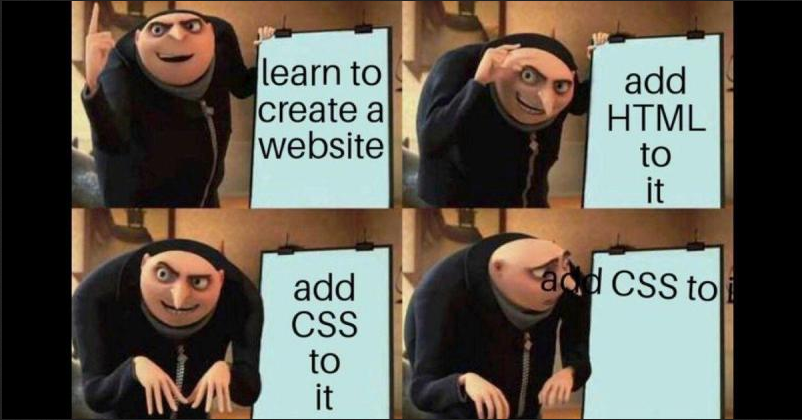 learn to
create a
website
add
HTML
to
it
add
CSS
to
it
add CSS to i